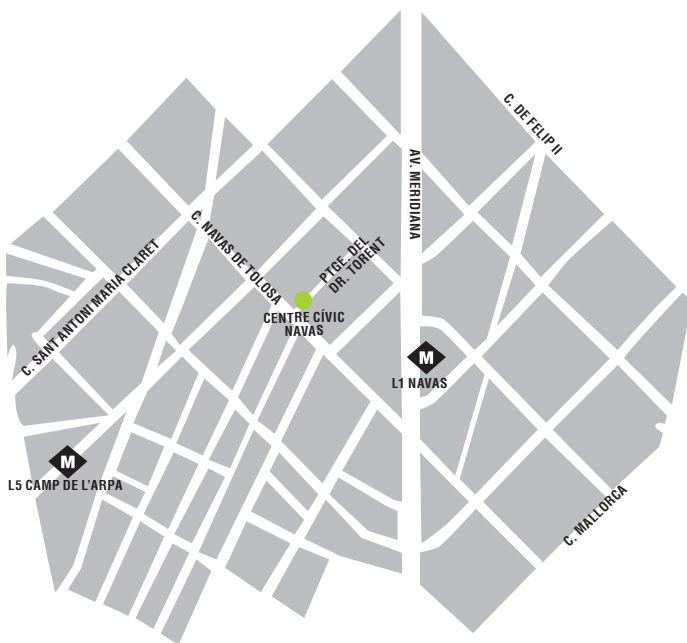 C. DE FELIP II
AV. MERIDIANA
C. NAVAS DE TOLOSA
PTGE. DEL
DR. TORENT
C. SANT ANTONI MARIA CLARET
CENTRE CÍVIC
NAVAS
M
L1 NAVAS
M
L5 CAMP DE L'ARPA
C. MALLORCA